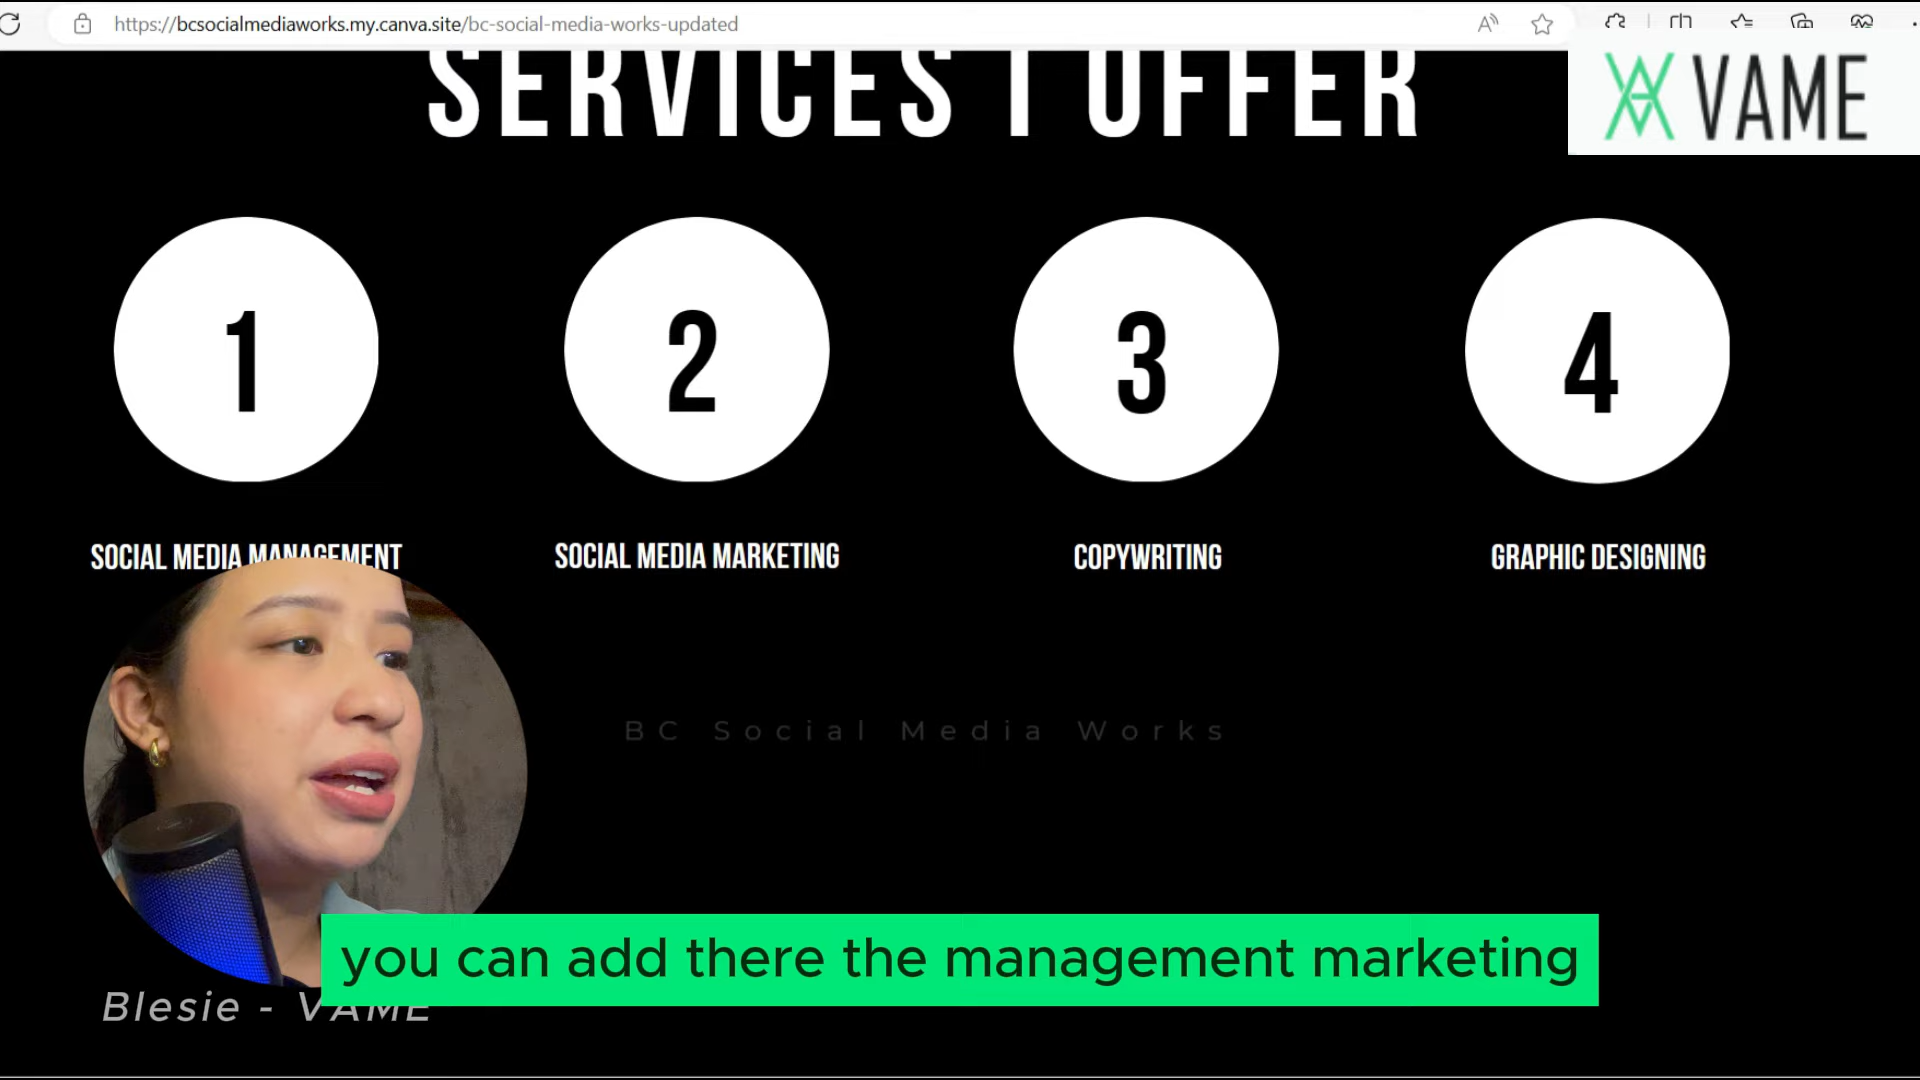 https://bcsocialmediaworks.my.canva.site/bc-social-media-works-updated
SERVICES I OFFER
VAME
1
2
3
4
SOCIAL MEDIA MANAGEMENT
SOCIAL MEDIA MARKETING
COPYWRITING
GRAPHIC DESIGNING
BC Social Media Works
you can add there the management marketing
Blesie - VAME